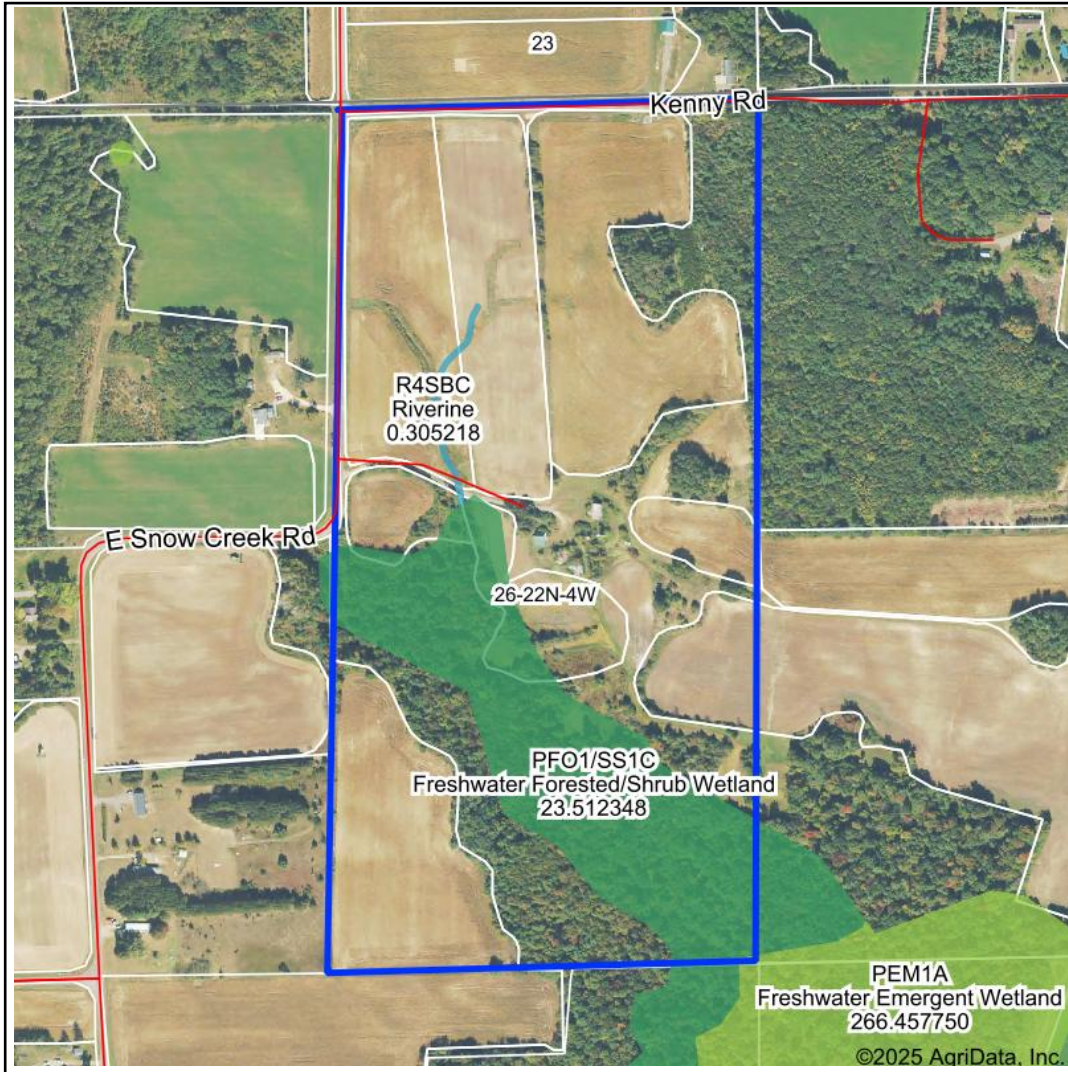 23
Kenny Rd
R4SBC
Riverine
0.305218
E Snow Creek Rd
26-22N-4W
PFO1/SS1C
Freshwater Forested/Shrub Wetland
23.512348
PEM1A
Freshwater Emergent Wetland
266.457750
©2025 AgriData, Inc.